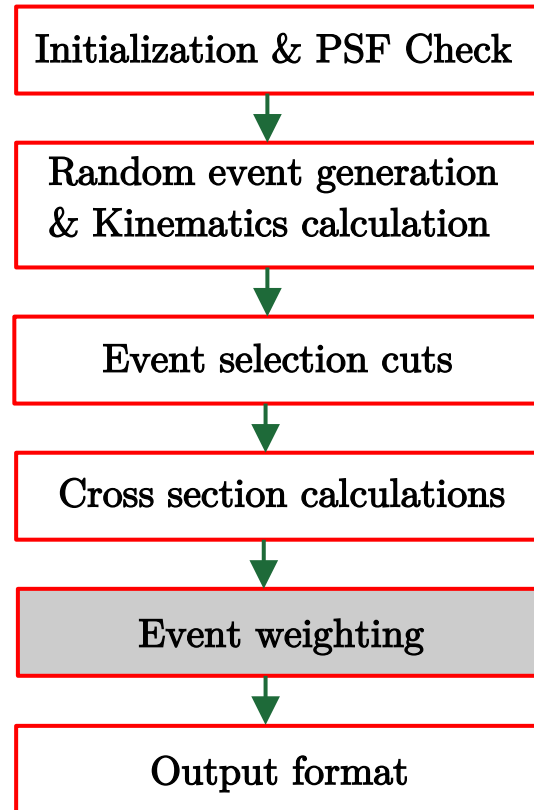 Initialization & PSF Check
Random event generation
& Kinematics calculation
Event selection cuts
Cross section calculations
Event weighting
Output format